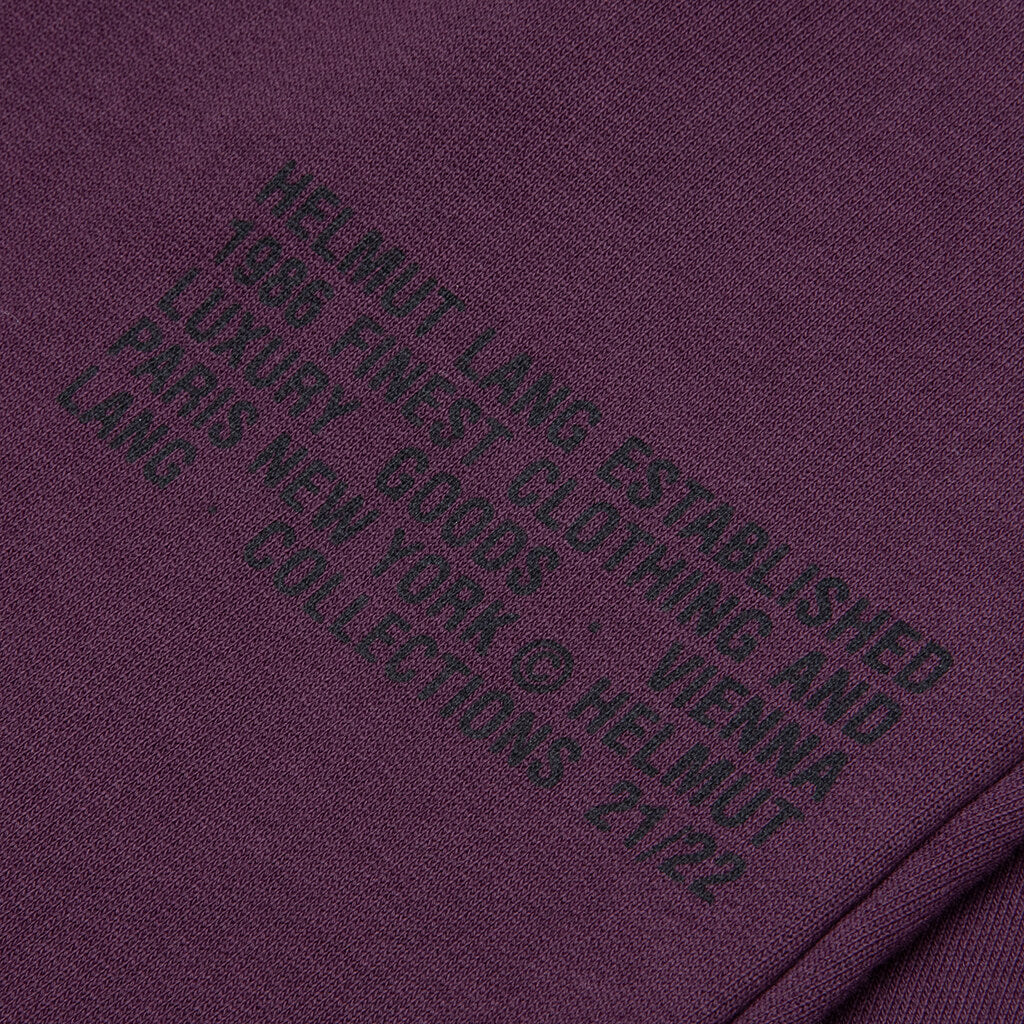 HELMUT LANG ESTABLISHED
1986 FINEST CLOTHING AND
LUXURY GOODS . VIENNA
PARIS NEW YORK © HELMUT
LANG . COLLECTIONS 21/22